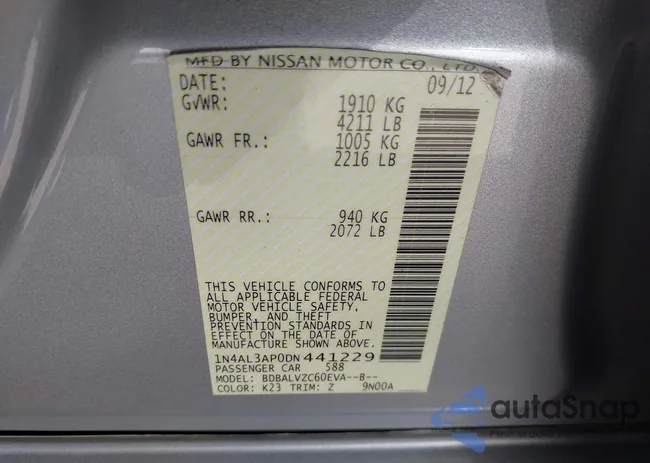 MFD BY NISSAN MOTOR CO., LTD.
DATE: 09/12
GVWR: 1910 KG
4211 LB
GAWR FR.: 1005 KG
2216 LB
GAWR RR.: 940 KG
2072 LB
THIS VEHICLE CONFORMS TO
ALL APPLICABLE FEDERAL
MOTOR VEHICLE SAFETY,
BUMPER, AND THEFT
PREVENTION STANDARDS IN
EFFECT ON THE DATE OF
MANUFACTURE SHOWN ABOVE.
1N4AL3AP0DN441229
PASSENGER CAR 588
MODEL: BDBALVZC60EVA--B--
COLOR: K23 TRIM: Z 9N00A
autoSnap